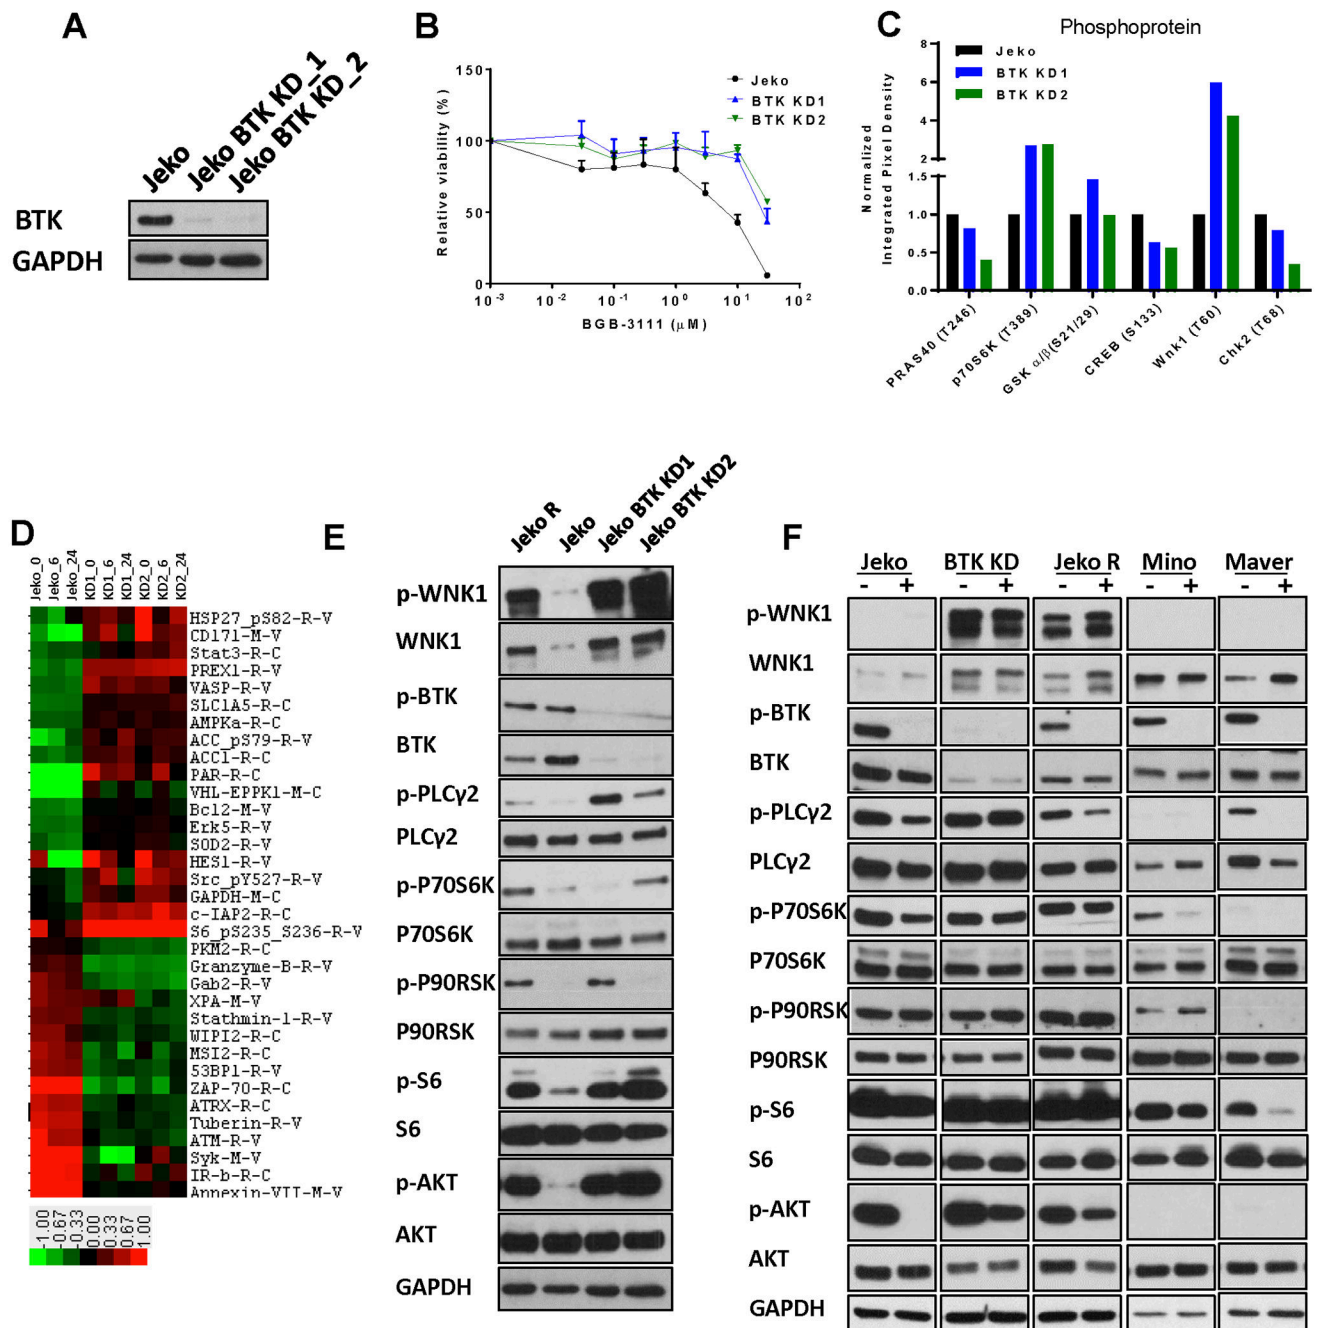 A
Jeko
Jeko BTK KD_1
Jeko BTK KD_2
BTK
GAPDH
B
Relative viability (%)
150
100
50
0
10⁻³ 10⁻² 10⁻¹ 10⁰ 10¹ 10²
BGB-3111 (μM)
Jeko
BTK KD1
BTK KD2
C
Phosphoprotein
Normalized
Integrated Pixel Density
8
6
4
2
1.5
1.0
0.5
0.0
Jeko
BTK KD1
BTK KD2
PRAS40 (T246)
p70S6K (T389)
GSK α/β(S21/29)
CREB (S133)
Wnk1 (T60)
Chk2 (T68)
D
Jeko_0
Jeko_6
Jeko_24
KD1_0
KD1_6
KD1_24
KD2_0
KD2_6
KD2_24
HSP27_pS82-R-V
CD171-M-V
Stat3-R-C
PREX1-R-V
VASP-R-V
SLC1A5-R-C
AMPKa-R-C
ACC_pS79-R-V
ACC1-R-C
PAR-R-C
VHL-EPPK1-M-C
Bcl2-M-V
Erk5-R-V
SOD2-R-V
HES1-R-V
Src_pY527-R-V
GAPDH-M-C
c-IAP2-R-C
S6_pS235_S236-R-V
PKM2-R-C
Granzyme-B-R-V
Gab2-R-V
XPA-M-V
Stathmin-1-R-V
WIPI2-R-C
MSI2-R-C
53BP1-R-V
ZAP-70-R-C
ATRX-R-C
Tuberin-R-V
ATM-R-V
Syk-M-V
IR-b-R-C
Annexin-VII-M-V
-1.00
-0.67
-0.33
0.00
0.33
0.67
1.00
E
Jeko R
Jeko
Jeko BTK KD1
Jeko BTK KD2
p-WNK1
WNK1
p-BTK
BTK
p-PLCγ2
PLCγ2
p-P70S6K
P70S6K
p-P90RSK
P90RSK
p-S6
S6
p-AKT
AKT
GAPDH
F
Jeko BTK KD Jeko R Mino Maver
- + - + - + - + - +
p-WNK1
WNK1
p-BTK
BTK
p-PLCγ2
PLCγ2
p-P70S6K
P70S6K
p-P90RSK
P90RSK
p-S6
S6
p-AKT
AKT
GAPDH